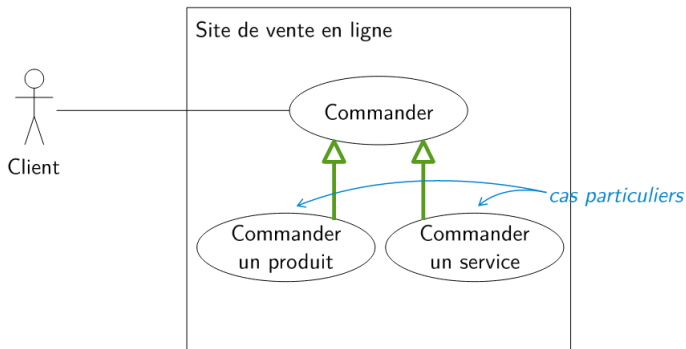 Site de vente en ligne
Commander
Client
cas particuliers
Commander
un produit
Commander
un service